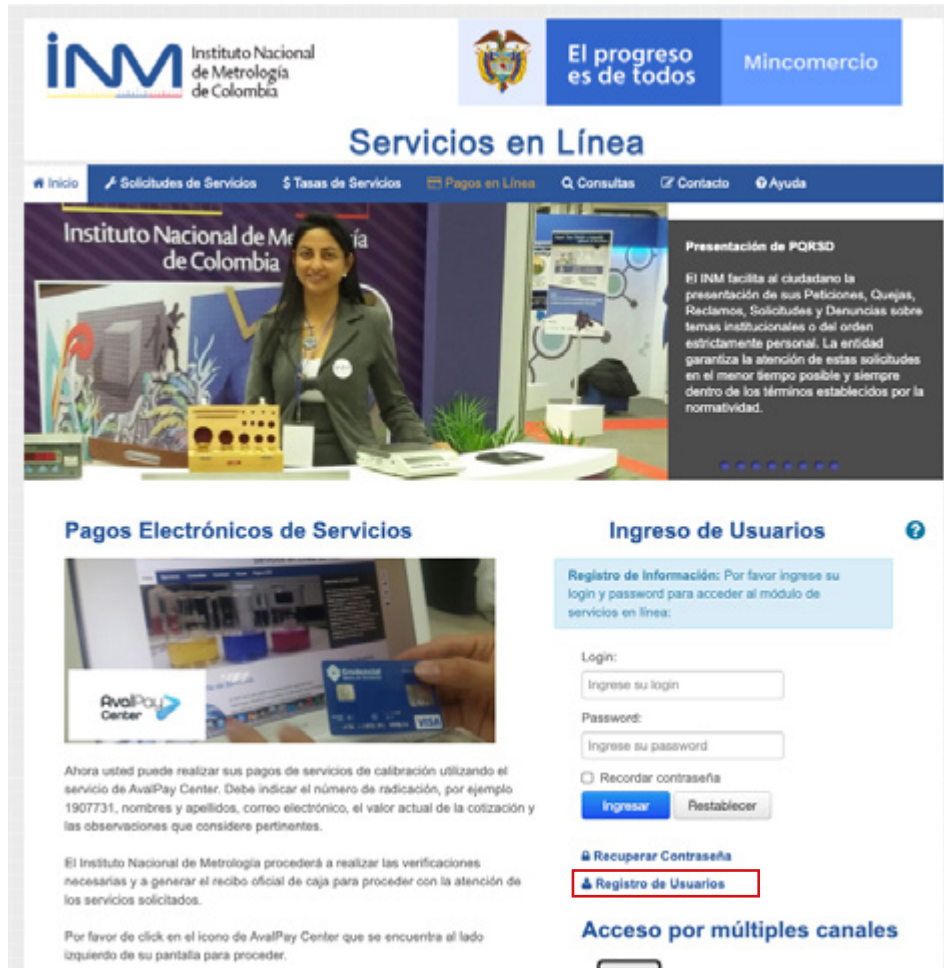 iNM
Instituto Nacional
de Metrología
de Colombia
El progreso
es de todos
Mincomercio
Servicios en Línea
Inicio
Solicitudes de Servicios
$ Tasas de Servicios
Pagos en Línea
Consultas
Contacto
Ayuda
Instituto Nacional de
de Colombia
Presentación de PQRSD
El INM facilita al ciudadano la
presentación de sus Peticiones, Quejas,
Reclamos, Solicitudes y Denuncias sobre
temas institucionales o del orden
estrictamente personal. La entidad
garantiza la atención de estas solicitudes
en el menor tiempo posible y siempre
dentro de los términos establecidos por la
normatividad.
Pagos Electrónicos de Servicios
AvalPay
Center
Credencial
VISA
Ahora usted puede realizar sus pagos de servicios de calibración utilizando el
servicio de AvalPay Center. Debe indicar el número de radicación, por ejemplo
1907731, nombres y apellidos, correo electrónico, el valor actual de la cotización y
las observaciones que considere pertinentes.
El Instituto Nacional de Metrología procederá a realizar las verificaciones
necesarias y a generar el recibo oficial de caja para proceder con la atención de
los servicios solicitados.
Por favor de click en el icono de AvalPay Center que se encuentra al lado
izquierdo de su pantalla para proceder.
Ingreso de Usuarios
?
Registro de Información: Por favor ingrese su
login y password para acceder al módulo de
servicios en línea:
Login:
Ingrese su login
Password:
Ingrese su password
Recordar contraseña
Ingresar
Restablecer
Recuperar Contraseña
Registro de Usuarios
Acceso por múltiples canales